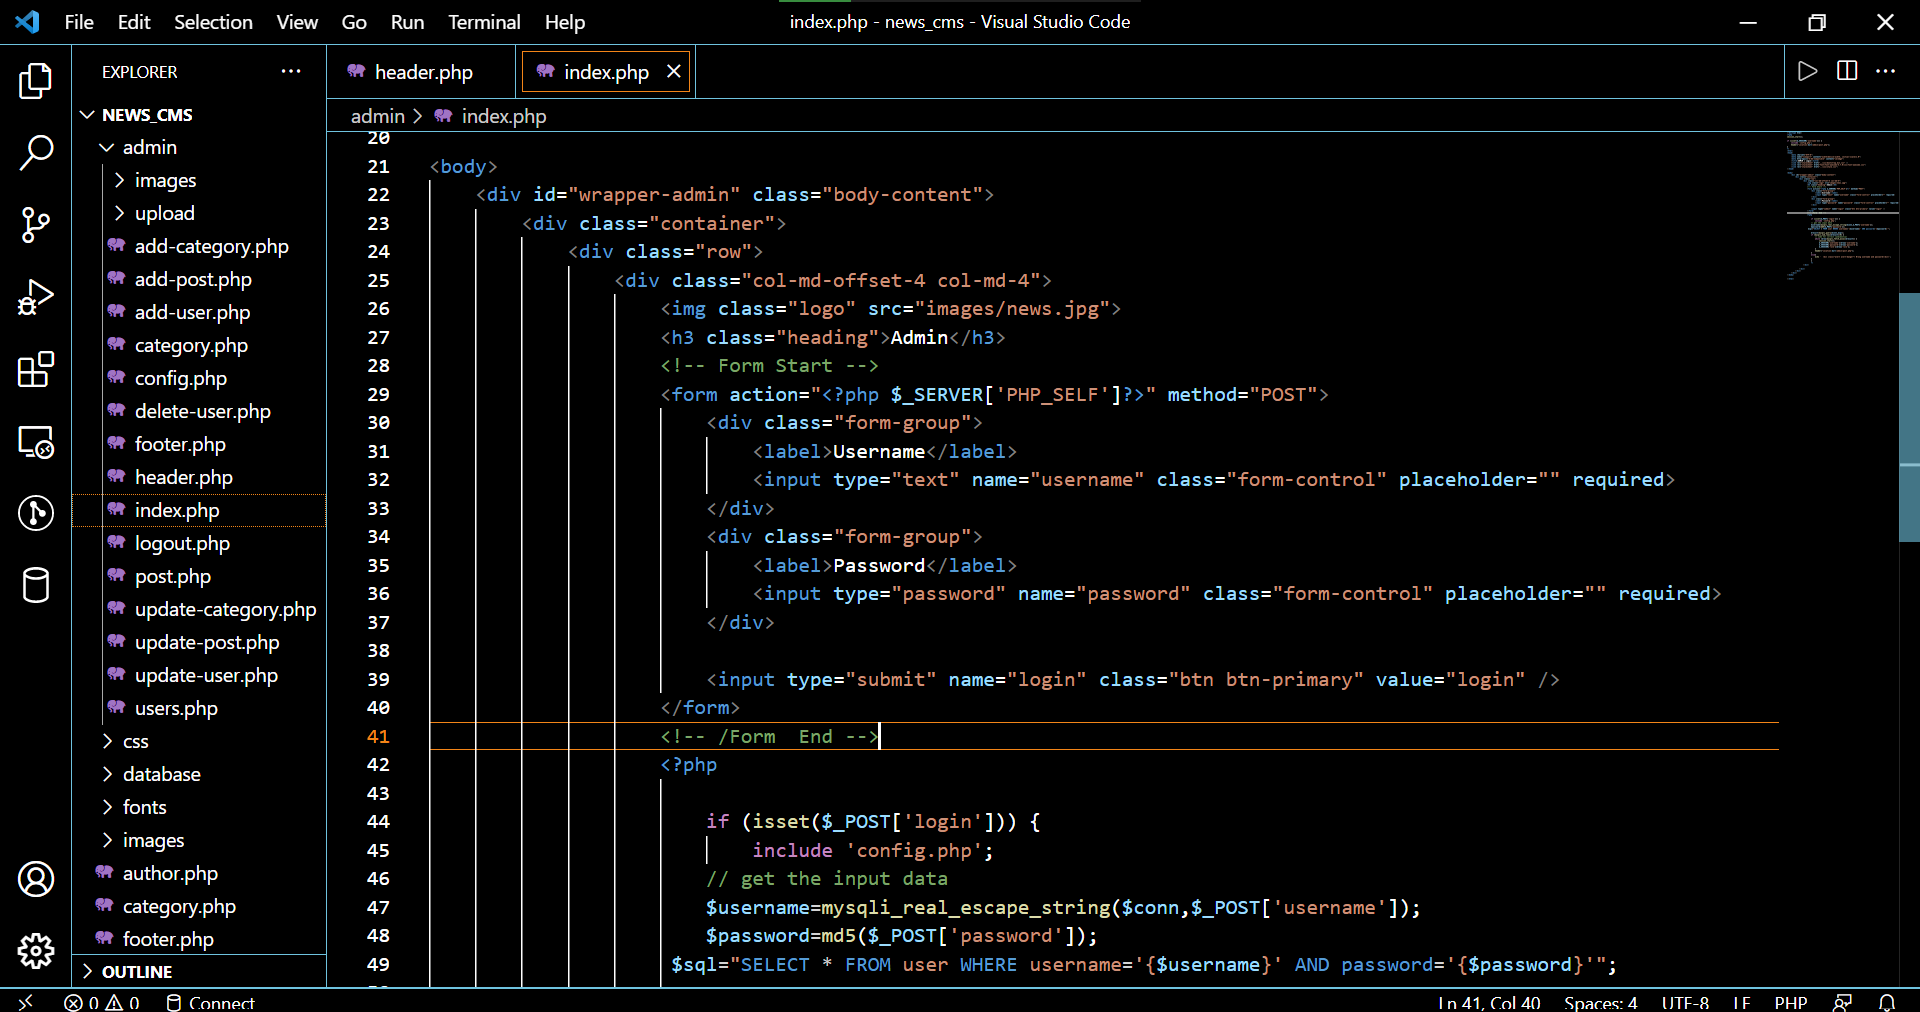 File Edit Selection View Go Run Terminal Help
index.php - news_cms - Visual Studio Code
EXPLORER ···
NEWS_CMS
admin
images
upload
add-category.php
add-post.php
add-user.php
category.php
config.php
delete-user.php
footer.php
header.php
index.php
logout.php
post.php
update-category.php
update-post.php
update-user.php
users.php
css
database
fonts
images
author.php
category.php
footer.php
OUTLINE
header.php
index.php
admin > index.php
20
21 <body>
22 <div id="wrapper-admin" class="body-content">
23 <div class="container">
24 <div class="row">
25 <div class="col-md-offset-4 col-md-4">
26 <img class="logo" src="images/news.jpg">
27 <h3 class="heading">Admin</h3>
28 <!-- Form Start -->
29 <form action="<?php $_SERVER['PHP_SELF']?>" method="POST">
30 <div class="form-group">
31 <label>Username</label>
32 <input type="text" name="username" class="form-control" placeholder="" required>
33 </div>
34 <div class="form-group">
35 <label>Password</label>
36 <input type="password" name="password" class="form-control" placeholder="" required>
37 </div>
38
39 <input type="submit" name="login" class="btn btn-primary" value="login" />
40 </form>
41 <!-- /Form  End -->
42 <?php
43
44 if (isset($_POST['login'])) {
45 include 'config.php';
46 // get the input data
47 $username=mysqli_real_escape_string($conn,$_POST['username']);
48 $password=md5($_POST['password']);
49 $sql="SELECT * FROM user WHERE username='{$username}' AND password='{$password}'";
0 0 Connect
Ln 41, Col 40 Spaces: 4 UTF-8 LF PHP